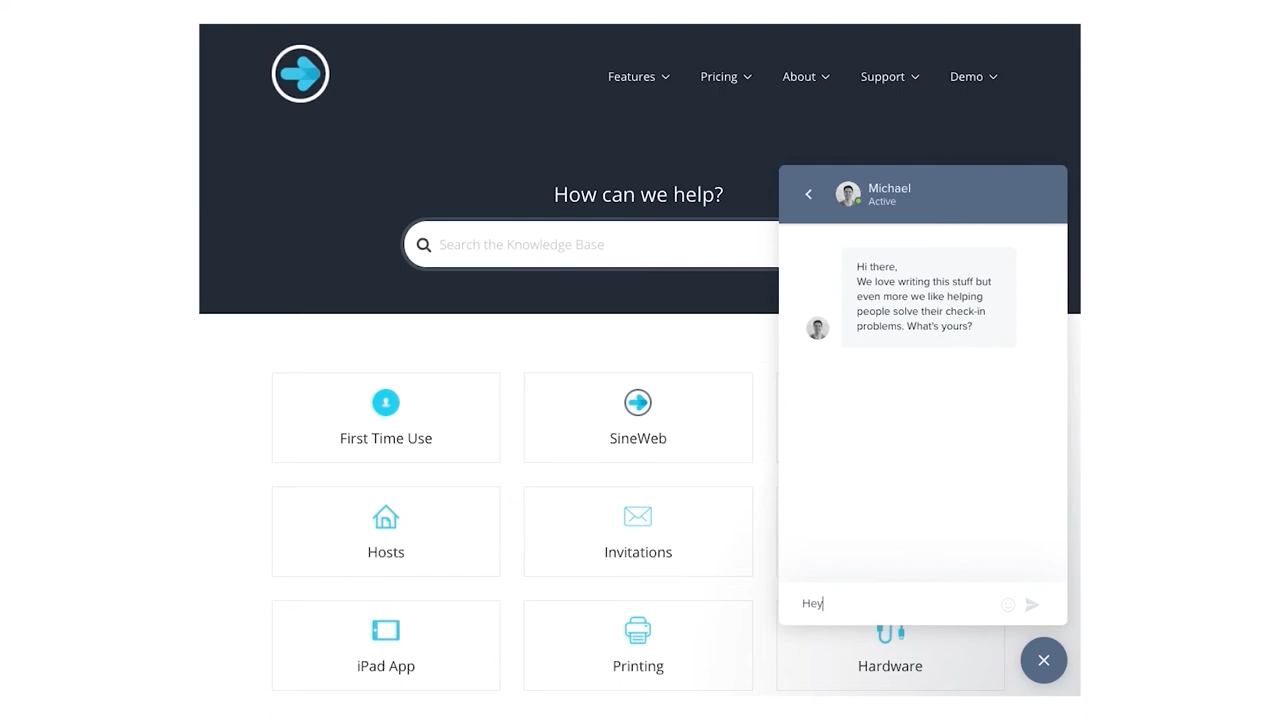 Features
Pricing
About
Support
Demo
How can we help?
Search the Knowledge Base
Michael
Active
Hi there,
We love writing this stuff but
even more we like helping
people solve their check-in
problems. What's yours?
Hey
First Time Use
SineWeb
Hosts
Invitations
iPad App
Printing
Hardware